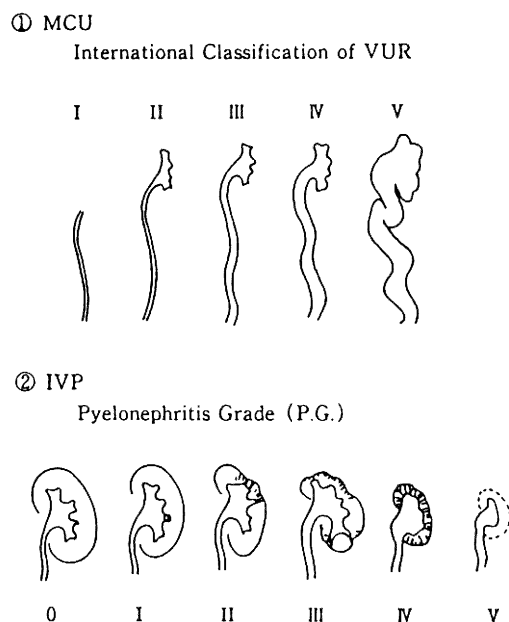 ① MCU
International Classification of VUR
I II III IV V
② IVP
Pyelonephritis Grade (P.G.)
0 I II III IV V